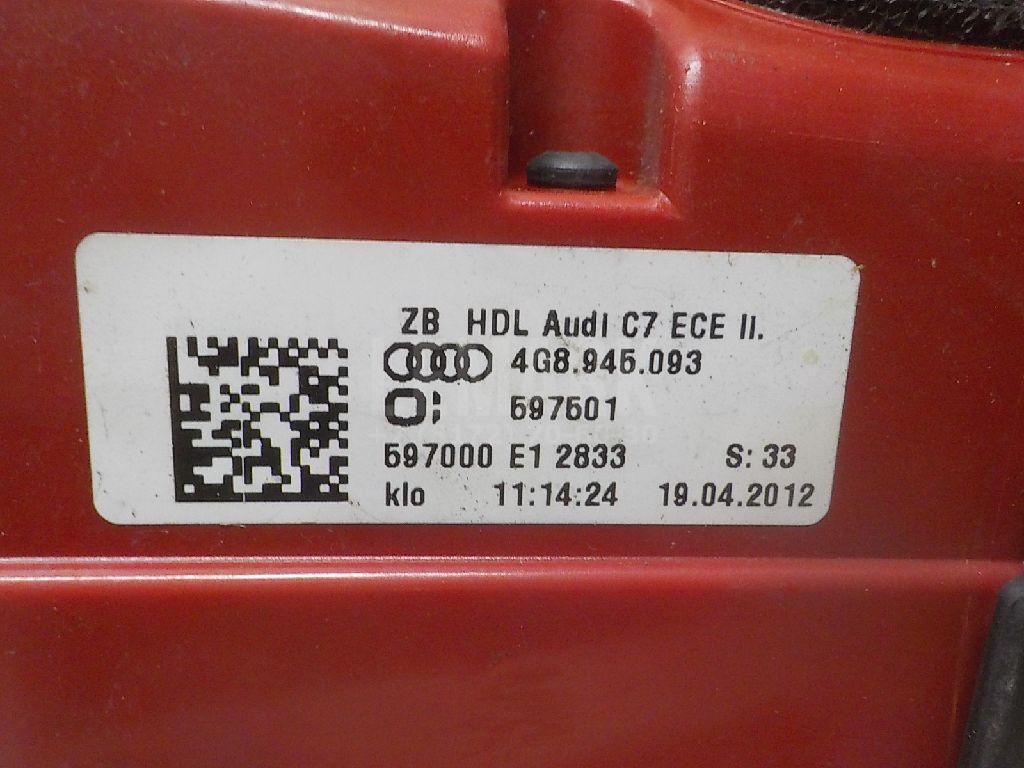 ZB HDL Audi C7 ECE II.
4G8.945.093
O: 597501
597000 E1 2833 S: 33
klo 11:14:24 19.04.2012